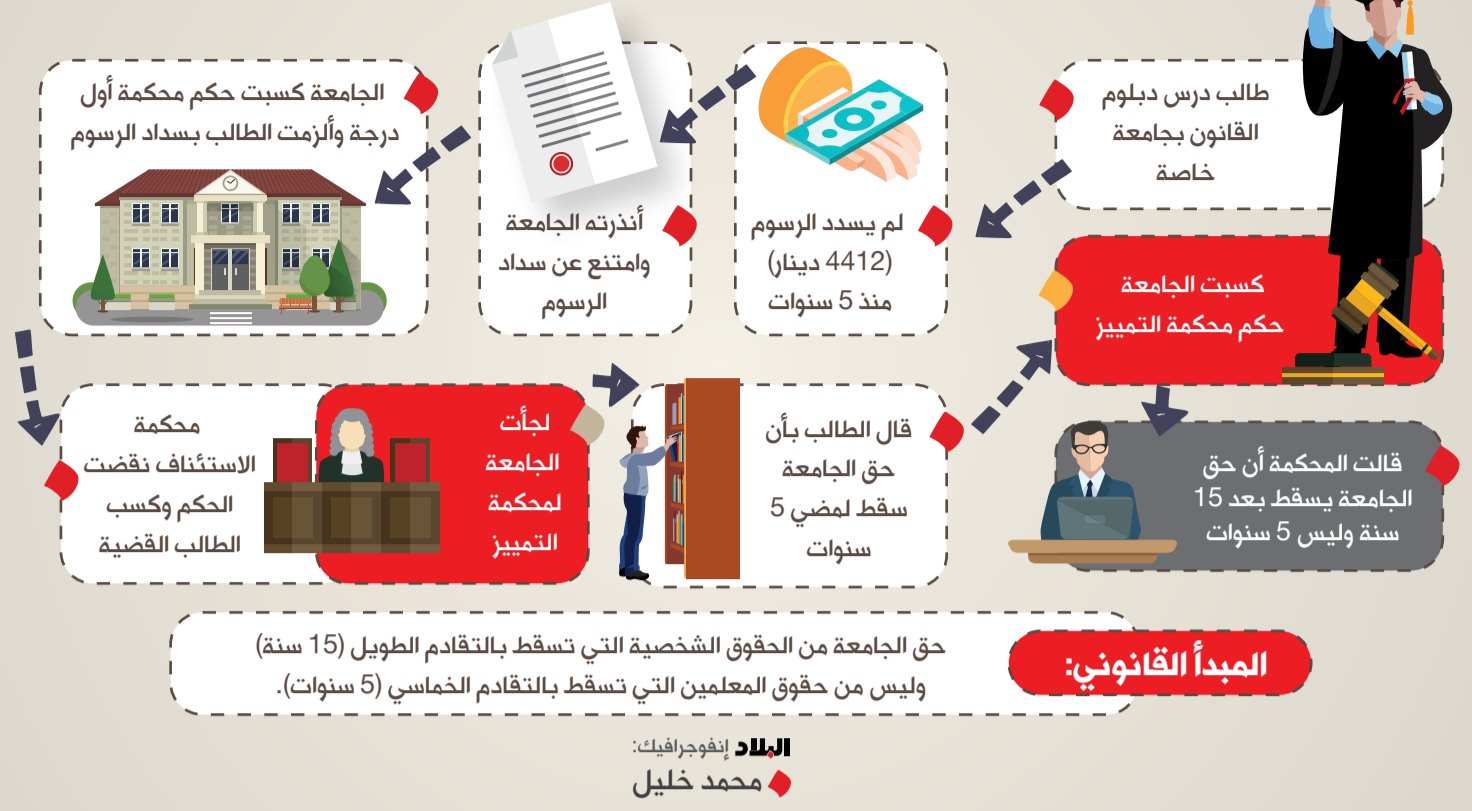 طالب درس دبلوم
القانون بجامعة
خاصة
لم يسدد الرسوم
(4412 دينار)
منذ 5 سنوات
أنذرته الجامعة
وامتنع عن سداد
الرسوم
الجامعة كسبت حكم محكمة أول
درجة وألزمت الطالب بسداد الرسوم
محكمة
الاستئناف نقضت
الحكم وكسب
الطالب القضية
لجأت
الجامعة
لمحكمة
التمييز
قال الطالب بأن
حق الجامعة
سقط لمضي 5
سنوات
كسبت الجامعة
حكم محكمة التمييز
قالت المحكمة أن حق
الجامعة يسقط بعد 15
سنة وليس 5 سنوات
المبدأ القانوني:
حق الجامعة من الحقوق الشخصية التي تسقط بالتقادم الطويل (15 سنة)
وليس من حقوق المعلمين التي تسقط بالتقادم الخماسي (5 سنوات).
البلاد إنفوجرافيك:
محمد خليل